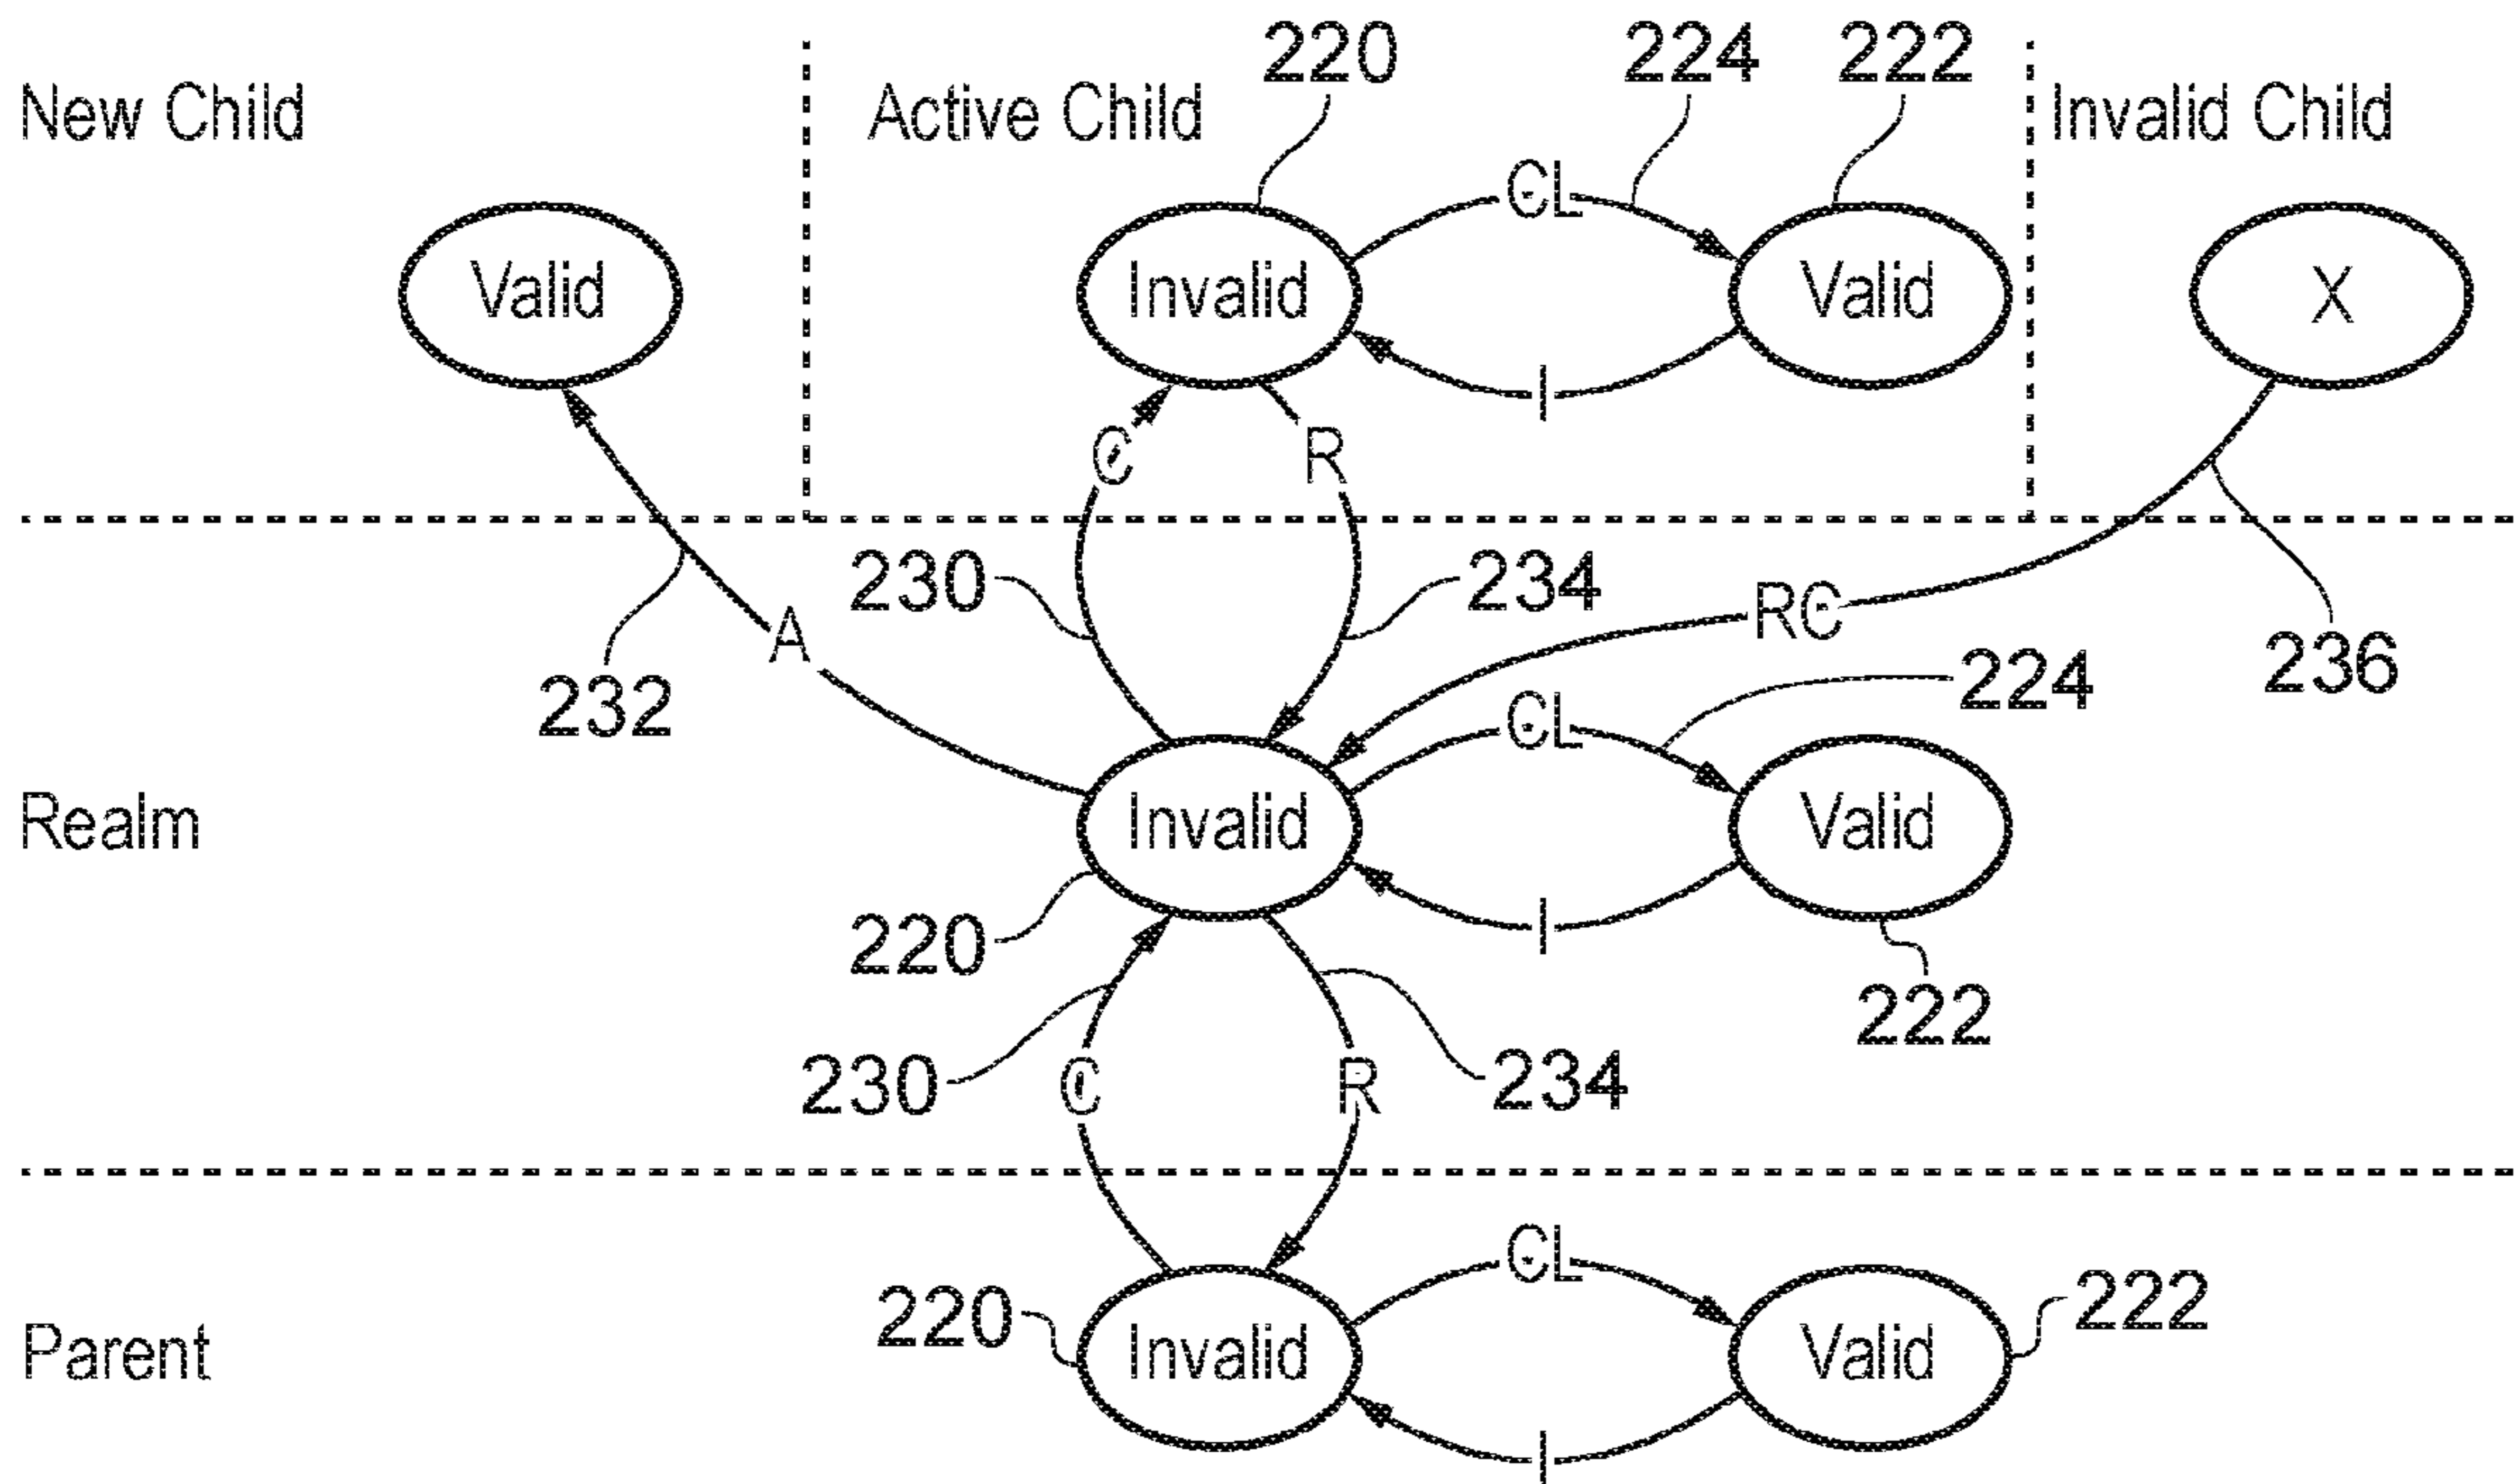 220 224 222
New Child Active Child Invalid Child
CL
Valid Invalid Valid X
I
C R
230 234
RC
A
232 224 236
CL
Realm Invalid Valid
220 I
222
230 C R 234
CL
220 222
Parent Invalid Valid
I